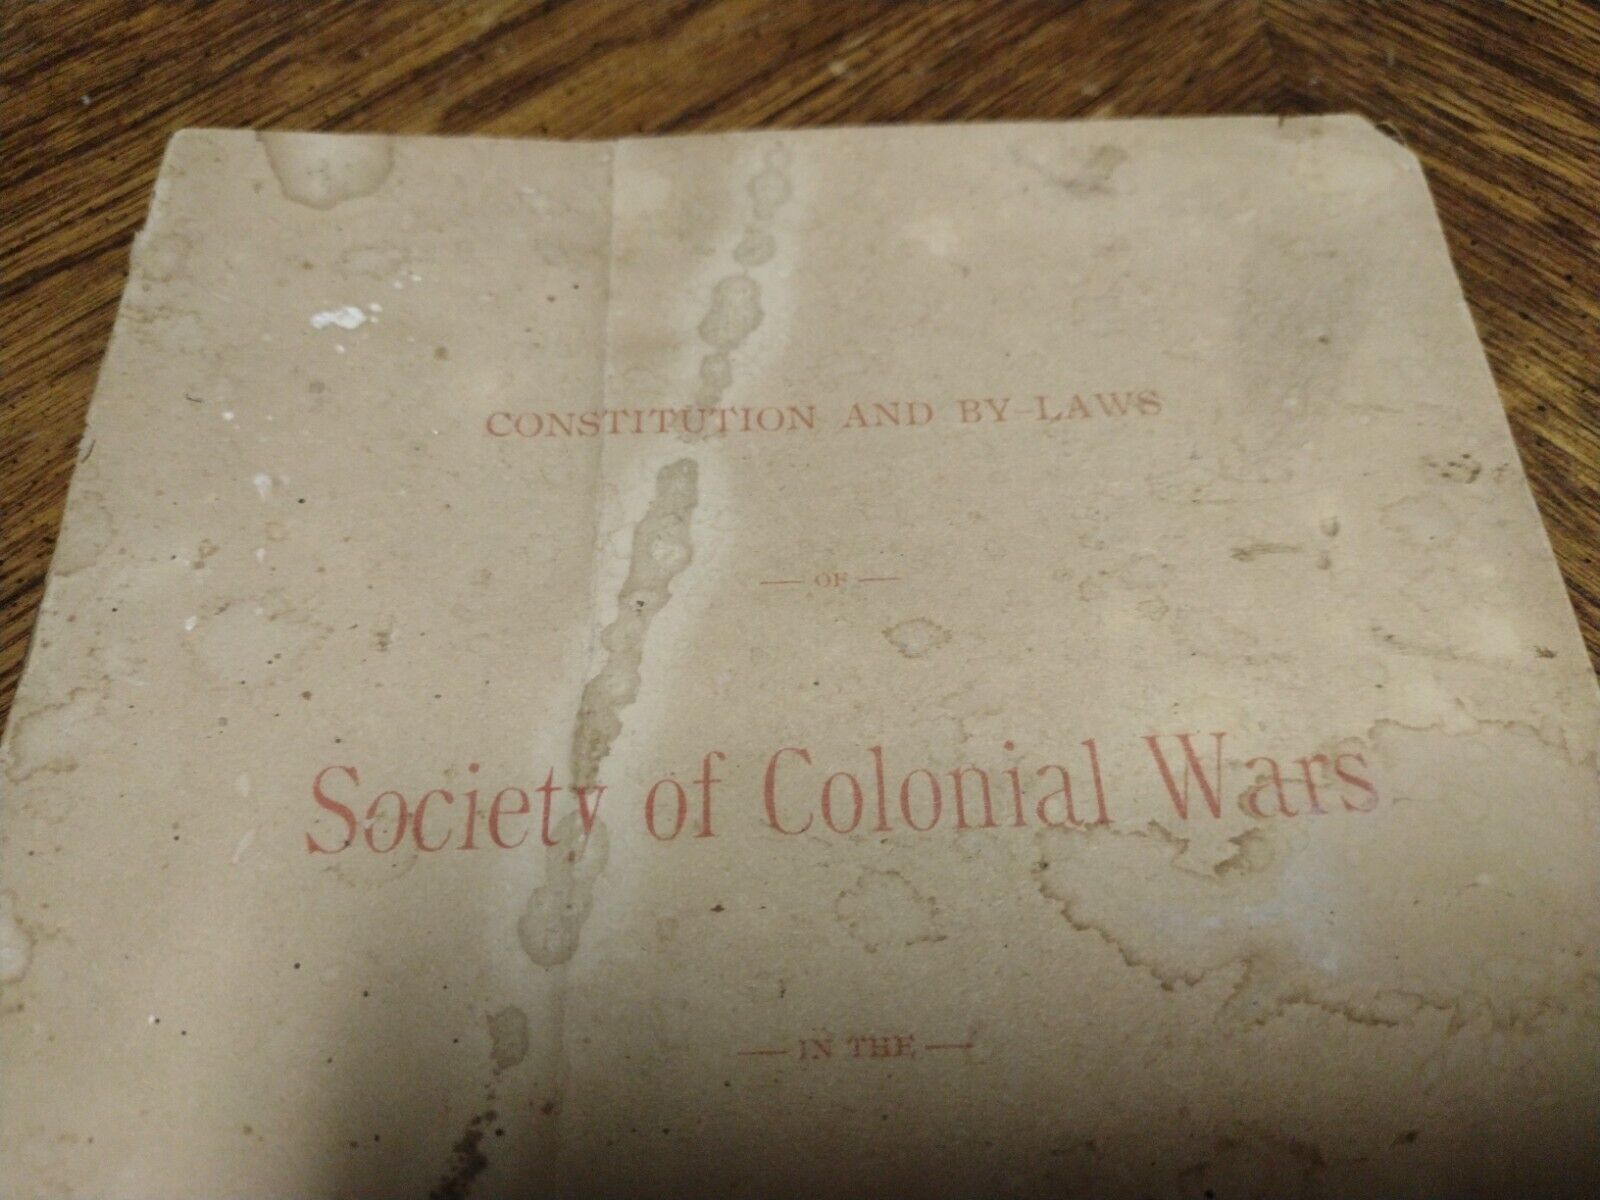 CONSTITUTION AND BY-LAWS
— OF —
Society of Colonial Wars
— IN THE —